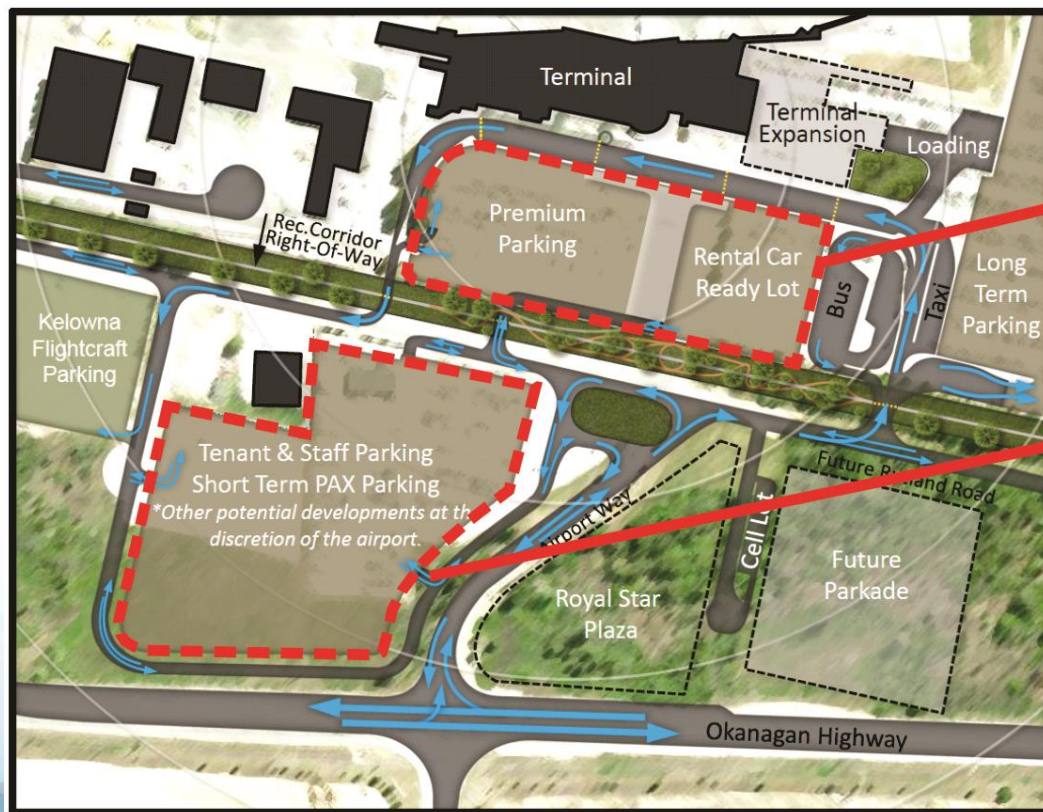 Terminal
Terminal
Expansion
Loading
Rec.Corridor
Right-Of-Way
Premium
Parking
Rental Car
Ready Lot
Bus
Taxi
Long
Term
Parking
Kelowna
Flightcraft
Parking
Tenant & Staff Parking
Short Term PAX Parking
*Other potential developments at th
discretion of the airport.
Future Road
Way
Cell Lot
Royal Star
Plaza
Future
Parkade
Okanagan Highway